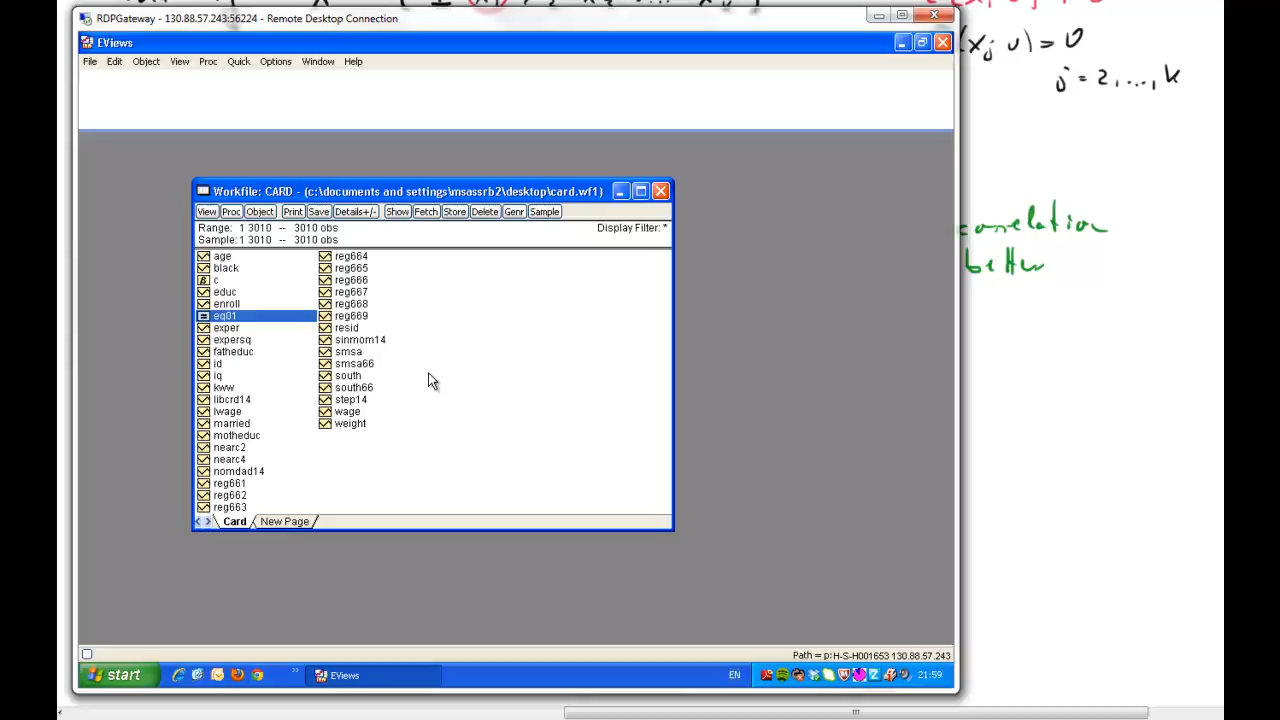 RDPGateway - 130.88.57.243:56224 - Remote Desktop Connection
EViews
File Edit Object View Proc Quick Options Window Help
(xj u) = 0
j = 2, ..., k
Workfile: CARD - (c:\documents and settings\msassrb2\desktop\card.wf1)
View Proc Object Print Save Details+/- Show Fetch Store Delete Genr Sample
Range: 1 3010 -- 3010 obs Display Filter: *
Sample: 1 3010 -- 3010 obs
correlation
better
age
black
c
educ
enroll
eq01
exper
expersq
fatheduc
id
iq
kww
libcrd14
lwage
married
motheduc
nearc2
nearc4
nomdad14
reg661
reg662
reg663
reg664
reg665
reg666
reg667
reg668
reg669
resid
sinmom14
smsa
smsa66
south
south66
step14
wage
weight
Card New Page
Path = p: H-S-H001653 130.88.57.243
start EViews EN 21:59